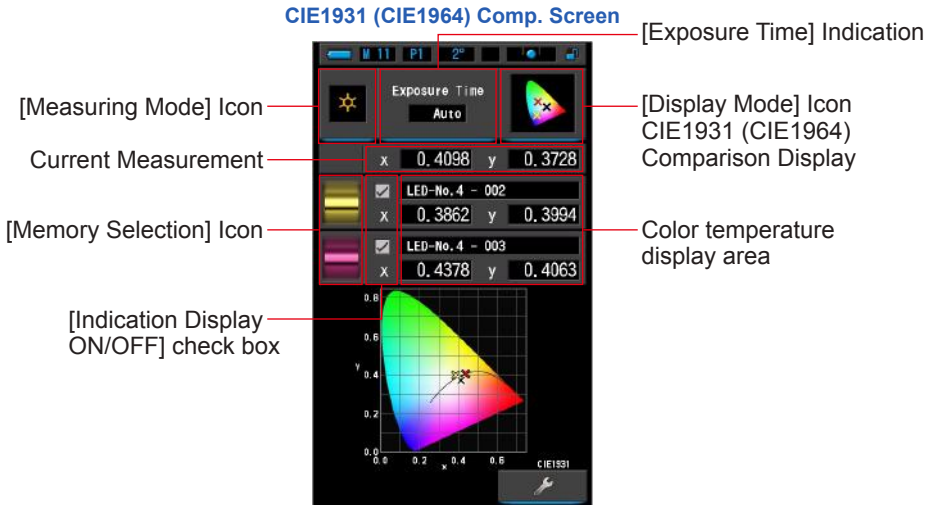 CIE1931 (CIE1964) Comp. Screen
[Exposure Time] Indication
M 11 P1 2°
[Measuring Mode] Icon
Exposure Time
Auto
[Display Mode] Icon
CIE1931 (CIE1964)
Comparison Display
Current Measurement
x 0.4098 y 0.3728
LED-No.4 - 002
x 0.3862 y 0.3994
[Memory Selection] Icon
LED-No.4 - 003
x 0.4378 y 0.4063
Color temperature
display area
[Indication Display
ON/OFF] check box
0.8
0.6
y
0.4
0.2
0.0
0.0 0.2 x 0.4 0.6
CIE1931